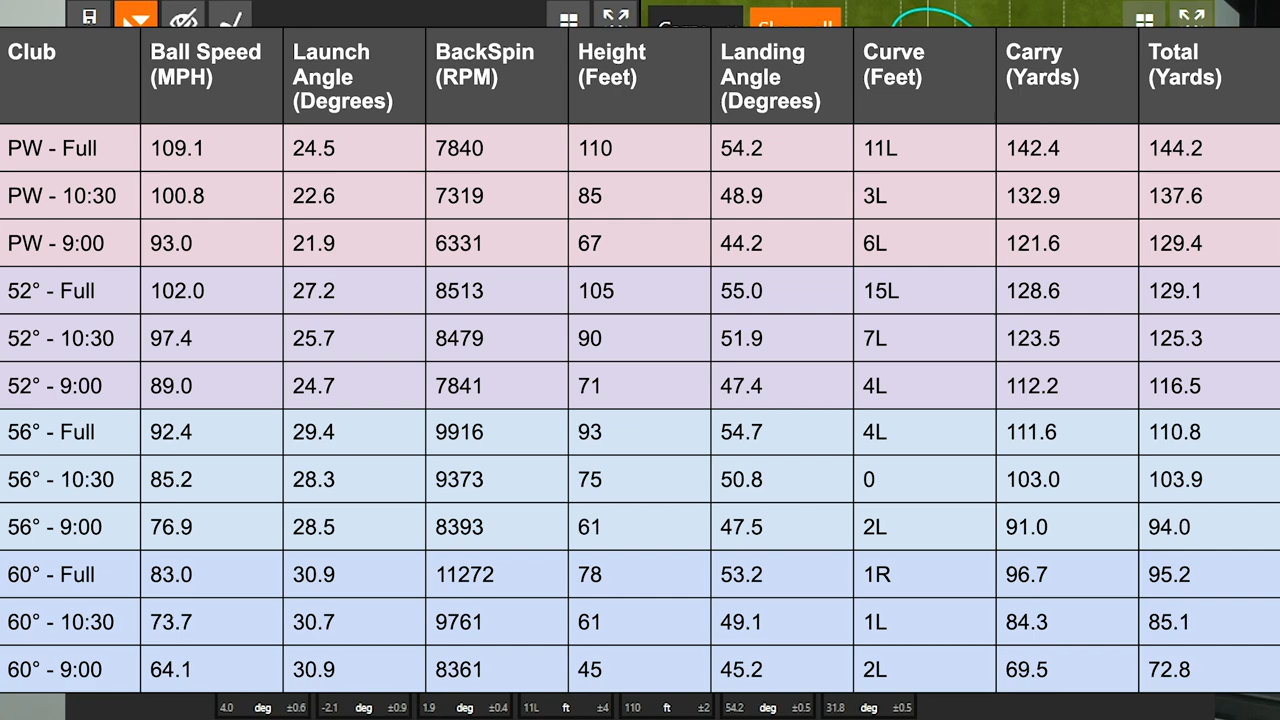 Club Ball Speed (MPH) Launch Angle (Degrees) BackSpin (RPM) Height (Feet) Landing Angle (Degrees) Curve (Feet) Carry (Yards) Total (Yards)
PW - Full 109.1 24.5 7840 110 54.2 11L 142.4 144.2
PW - 10:30 100.8 22.6 7319 85 48.9 3L 132.9 137.6
PW - 9:00 93.0 21.9 6331 67 44.2 6L 121.6 129.4
52° - Full 102.0 27.2 8513 105 55.0 15L 128.6 129.1
52° - 10:30 97.4 25.7 8479 90 51.9 7L 123.5 125.3
52° - 9:00 89.0 24.7 7841 71 47.4 4L 112.2 116.5
56° - Full 92.4 29.4 9916 93 54.7 4L 111.6 110.8
56° - 10:30 85.2 28.3 9373 75 50.8 0 103.0 103.9
56° - 9:00 76.9 28.5 8393 61 47.5 2L 91.0 94.0
60° - Full 83.0 30.9 11272 78 53.2 1R 96.7 95.2
60° - 10:30 73.7 30.7 9761 61 49.1 1L 84.3 85.1
60° - 9:00 64.1 30.9 8361 45 45.2 2L 69.5 72.8
4.0 deg ±0.6 -2.1 deg ±0.9 1.9 deg ±0.4 11L ft ±4 110 ft ±2 54.2 deg ±0.5 31.8 deg ±0.5